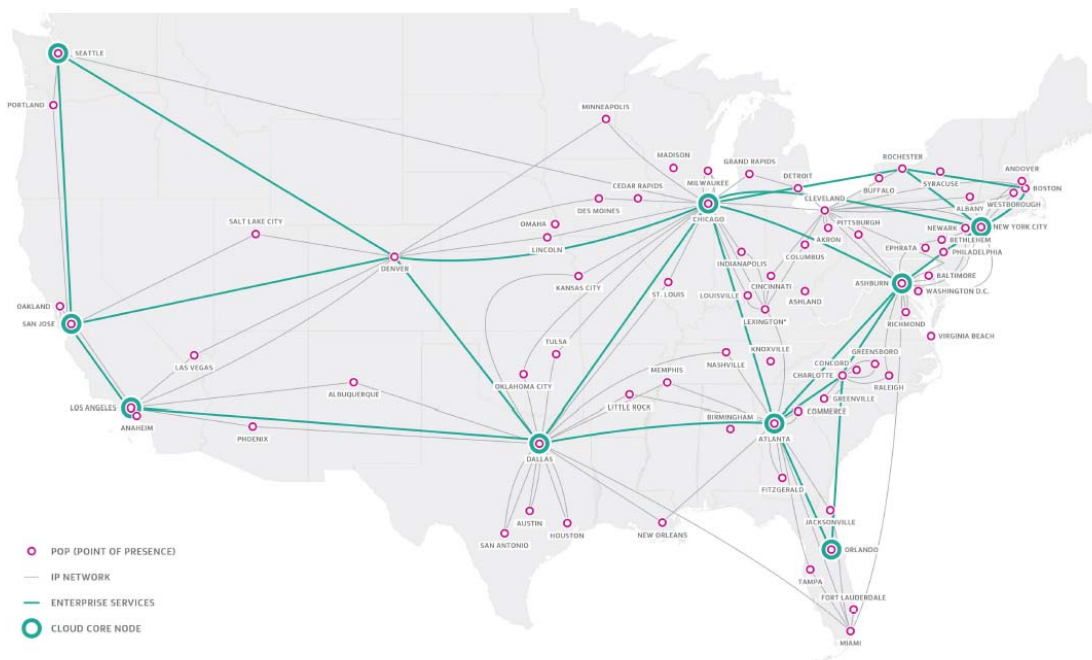 SEATTLE
PORTLAND
MINNEAPOLIS
MADISON
GRAND RAPIDS
ROCHESTER
ANDOVER
MILWAUKEE
DETROIT
SYRACUSE
BOSTON
CEDAR RAPIDS
BUFFALO
CLEVELAND
WESTBOROUGH
ALBANY
DES MOINES
CHICAGO
SALT LAKE CITY
OMAHA
PITTSBURGH
NEWARK
NEW YORK CITY
LINCOLN
AKRON
BETHLEHEM
EPHRATA
PHILADELPHIA
COLUMBUS
INDIANAPOLIS
DENVER
BALTIMORE
KANSAS CITY
CINCINNATI
ASHBURN
WASHINGTON D.C.
ST. LOUIS
LOUISVILLE
ASHLAND
OAKLAND
LEXINGTON*
SAN JOSE
RICHMOND
VIRGINIA BEACH
TULSA
KNOXVILLE
GREENSBORO
CONCORD
LAS VEGAS
NASHVILLE
MEMPHIS
CHARLOTTE
OKLAHOMA CITY
RALEIGH
ALBUQUERQUE
GREENVILLE
LOS ANGELES
LITTLE ROCK
COMMERCE
BIRMINGHAM
ANAHEIM
PHOENIX
ATLANTA
DALLAS
FITZGERALD
AUSTIN
JACKSONVILLE
HOUSTON
NEW ORLEANS
SAN ANTONIO
ORLANDO
TAMPA
FORT LAUDERDALE
MIAMI
POP (POINT OF PRESENCE)
IP NETWORK
ENTERPRISE SERVICES
CLOUD CORE NODE